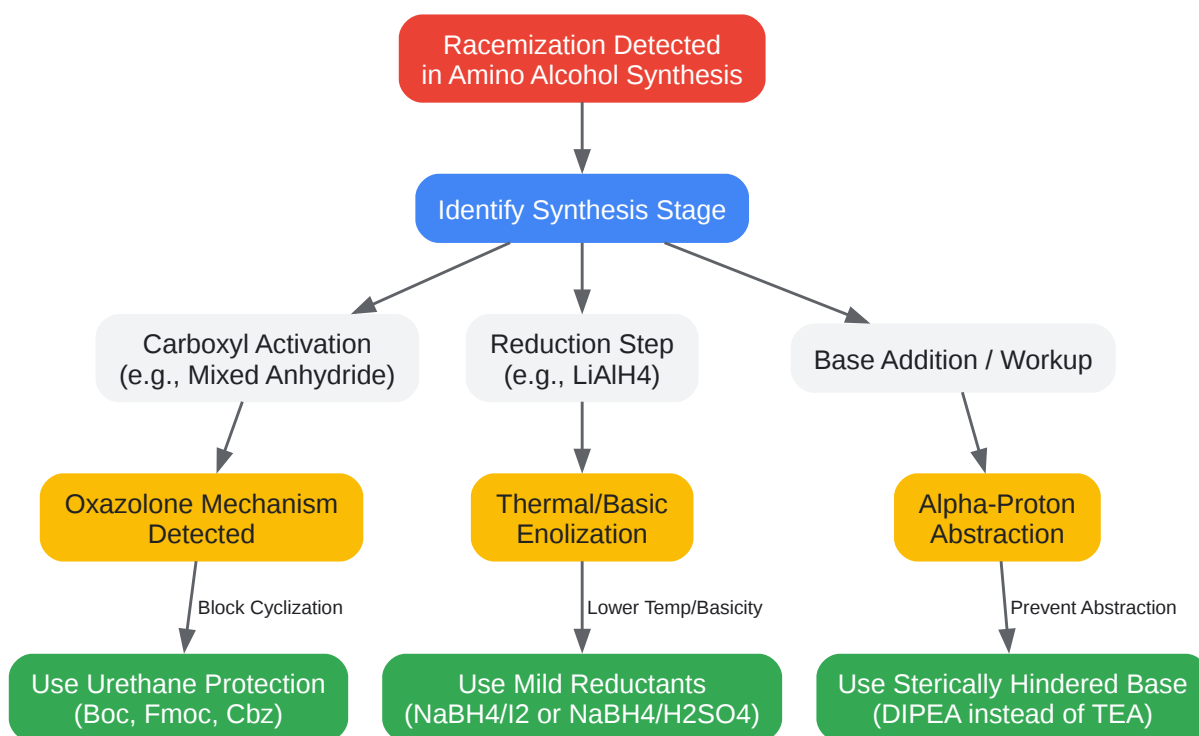 Racemization Detected
in Amino Alcohol Synthesis
Identify Synthesis Stage
Carboxyl Activation
(e.g., Mixed Anhydride)
Reduction Step
(e.g., LiAlH4)
Base Addition / Workup
Oxazolone Mechanism
Detected
Thermal/Basic
Enolization
Alpha-Proton
Abstraction
Block Cyclization
Lower Temp/Basicity
Prevent Abstraction
Use Urethane Protection
(Boc, Fmoc, Cbz)
Use Mild Reductants
(NaBH4/I2 or NaBH4/H2SO4)
Use Sterically Hindered Base
(DIPEA instead of TEA)